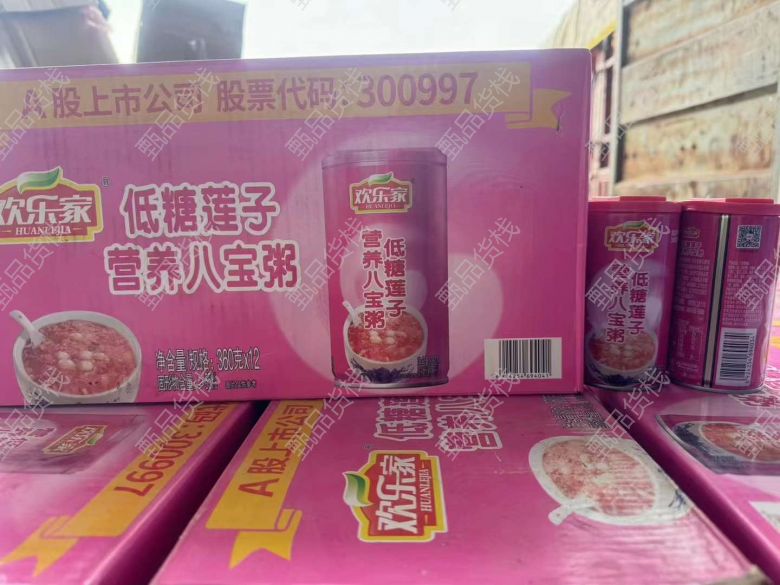 A股上市公司 股票代码:300997
欢乐家
HUANLEJIA
低糖莲子
营养八宝粥
净含量/规格: 360克x12
欢乐家
HUANLEJIA
低糖莲子
营养八宝粥
欢乐家
低糖莲子
营养八宝粥
A股上市公司
低糖莲子
营养八
欢乐家
HUANLEJIA
300997
甄品货栈